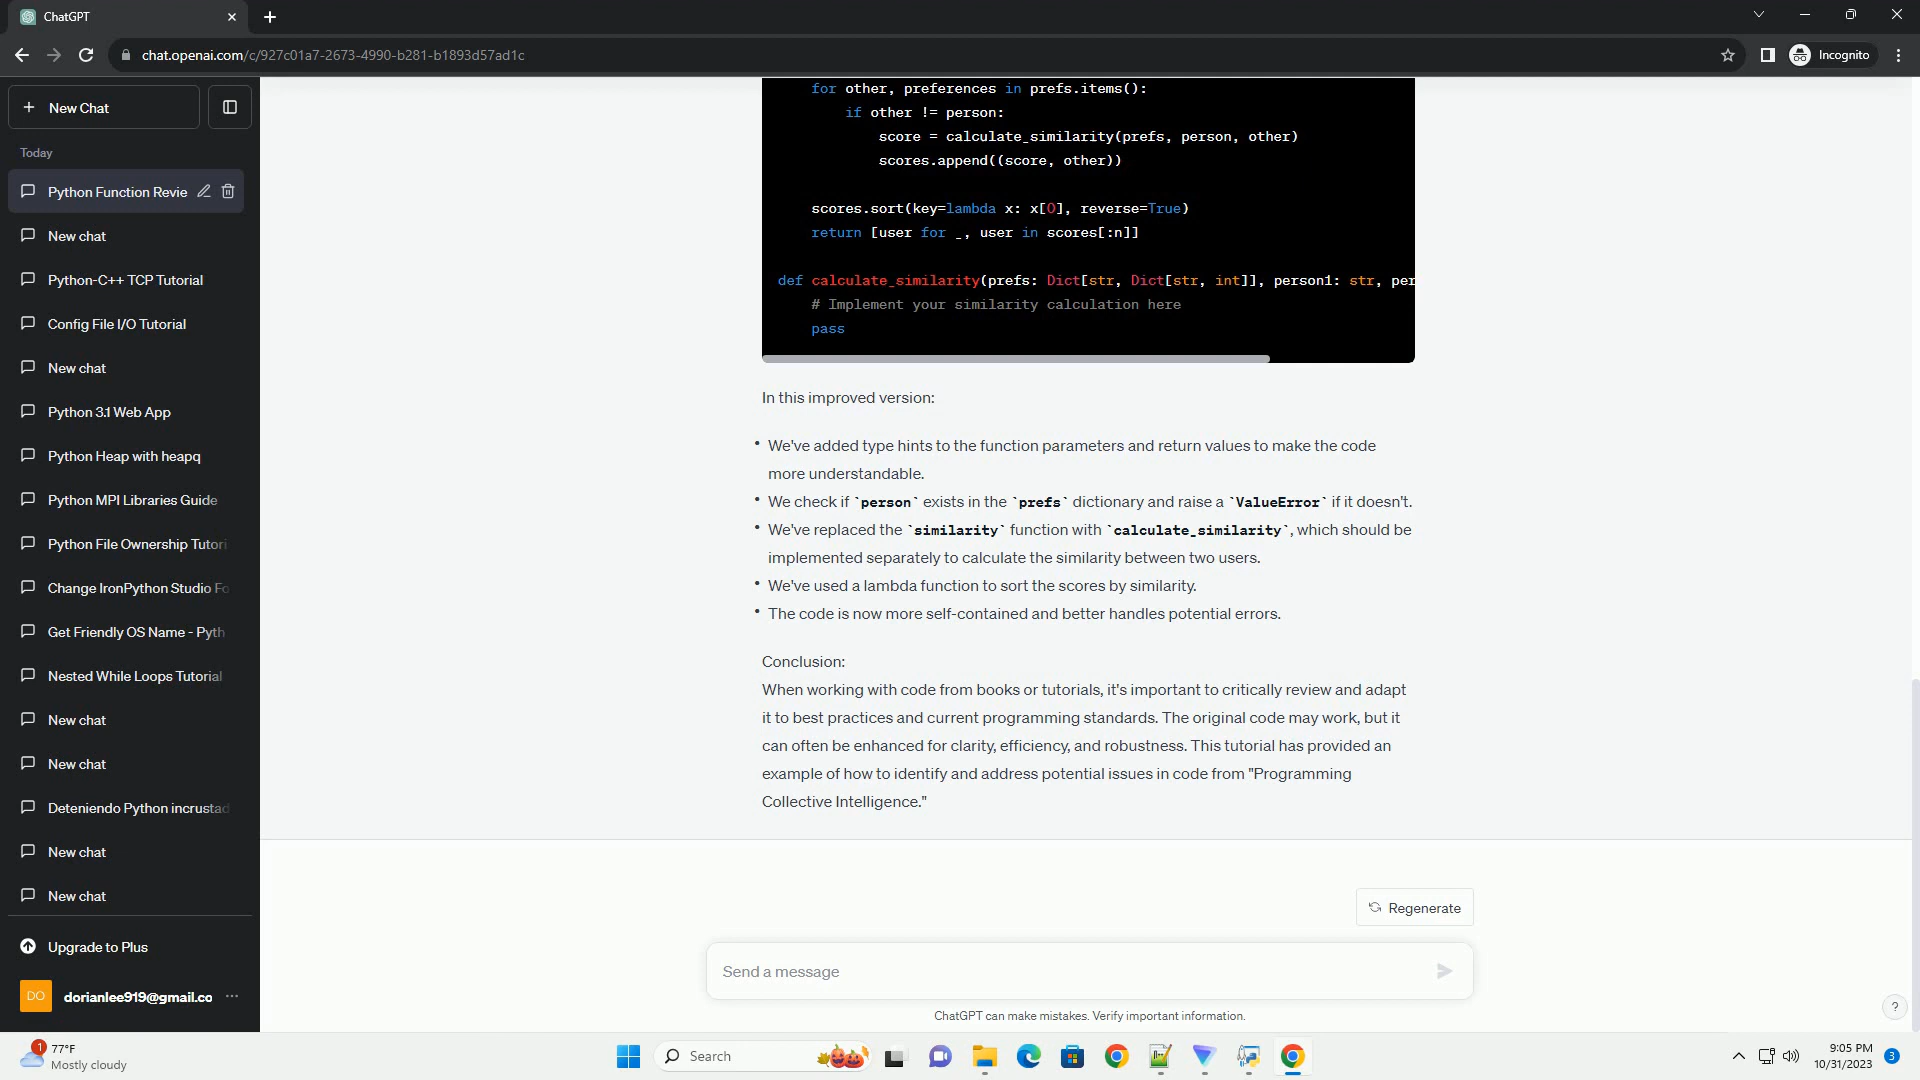 ChatGPT
chat.openai.com/c/927c01a7-2673-4990-b281-b1893d57ad1c
Incognito
New Chat
Today
Python Function Revie
New chat
Python-C++ TCP Tutorial
Config File I/O Tutorial
New chat
Python 3.1 Web App
Python Heap with heapq
Python MPI Libraries Guide
Python File Ownership Tutori
Change IronPython Studio Fo
Get Friendly OS Name - Pyth
Nested While Loops Tutorial
New chat
New chat
Deteniendo Python incrustad
New chat
New chat
Upgrade to Plus
DO
dorianlee919@gmail.co
for other, preferences in prefs.items():
if other != person:
score = calculate_similarity(prefs, person, other)
scores.append((score, other))
scores.sort(key=lambda x: x[0], reverse=True)
return [user for _, user in scores[:n]]
def calculate_similarity(prefs: Dict[str, Dict[str, int]], person1: str, per
# Implement your similarity calculation here
pass
In this improved version:
• We've added type hints to the function parameters and return values to make the code
more understandable.
• We check if `person` exists in the `prefs` dictionary and raise a `ValueError` if it doesn't.
• We've replaced the `similarity` function with `calculate_similarity`, which should be
implemented separately to calculate the similarity between two users.
• We've used a lambda function to sort the scores by similarity.
• The code is now more self-contained and better handles potential errors.
Conclusion:
When working with code from books or tutorials, it's important to critically review and adapt
it to best practices and current programming standards. The original code may work, but it
can often be enhanced for clarity, efficiency, and robustness. This tutorial has provided an
example of how to identify and address potential issues in code from "Programming
Collective Intelligence."
Regenerate
Send a message
ChatGPT can make mistakes. Verify important information.
?
1
77°F
Mostly cloudy
Search
9:05 PM
10/31/2023
3